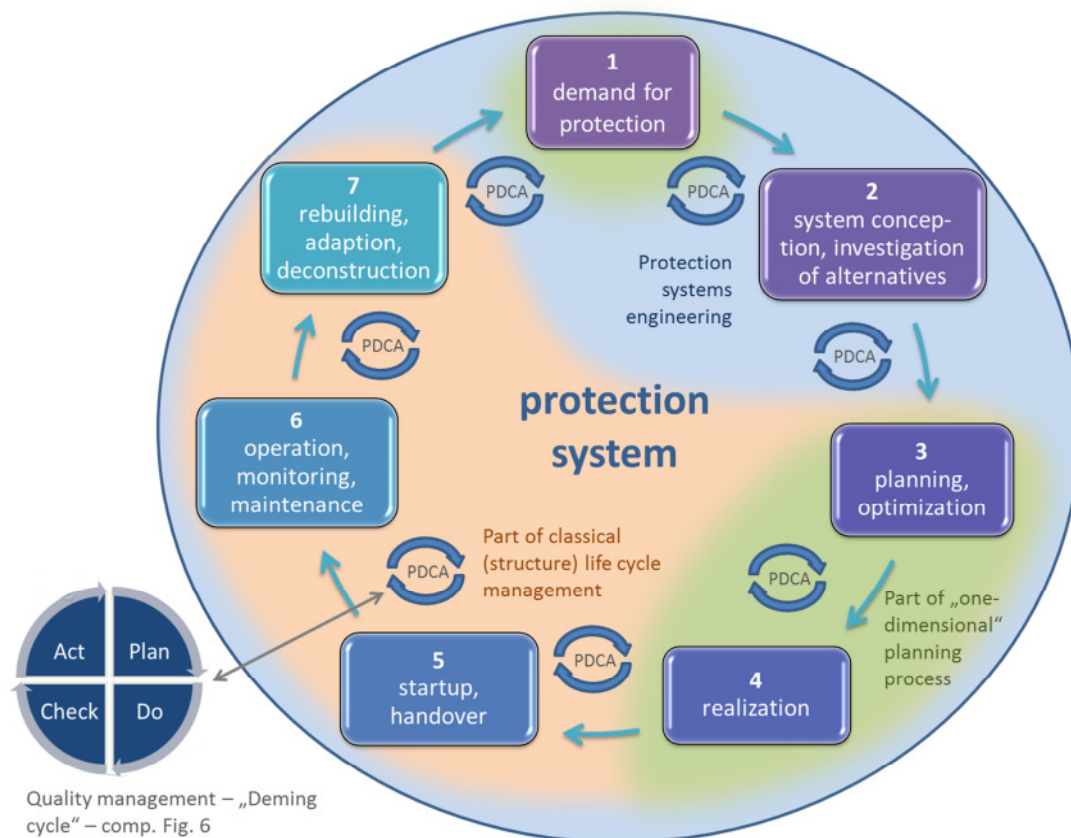 1
demand for
protection
PDCA
PDCA
7
rebuilding,
adaption,
deconstruction
2
system concep-
tion, investigation
of alternatives
Protection
systems
engineering
PDCA
PDCA
protection
system
6
operation,
monitoring,
maintenance
3
planning,
optimization
Part of classical
(structure) life cycle
management
PDCA
PDCA
Part of „one-
dimensional“
planning
process
Act
Plan
Check
Do
5
startup,
handover
PDCA
4
realization
Quality management – „Deming
cycle“ – comp. Fig. 6